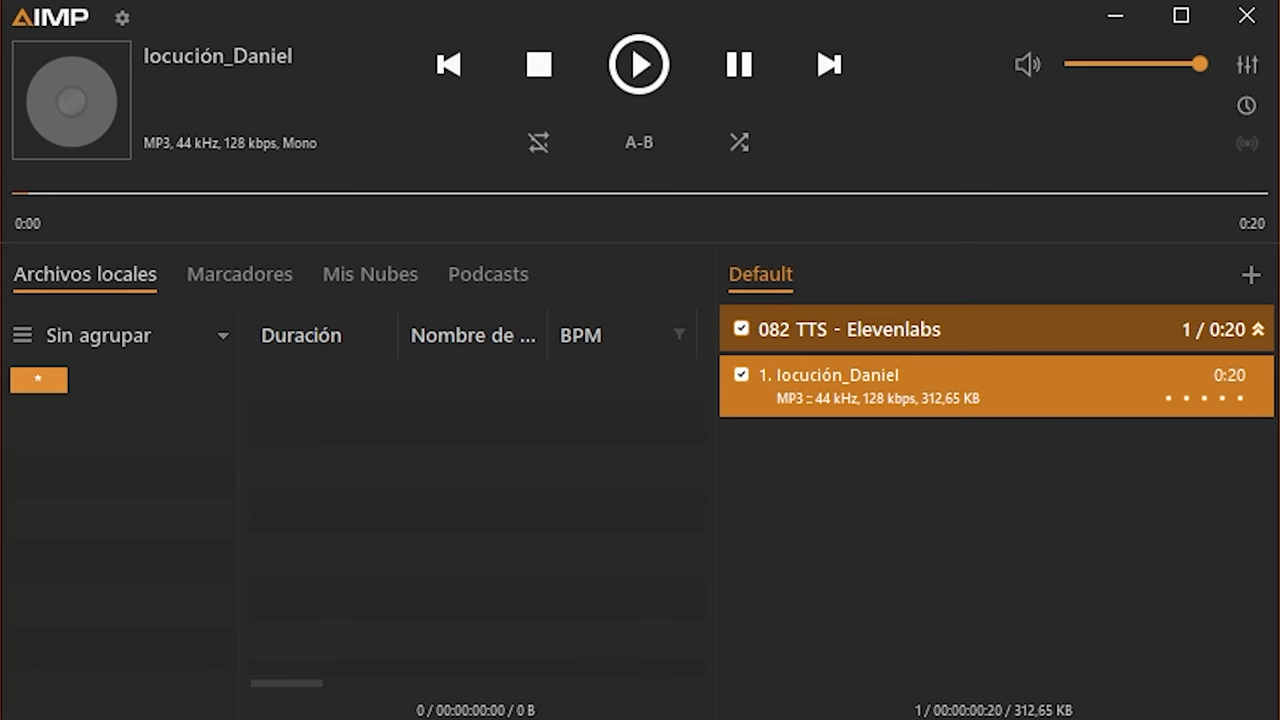 AIMP
locución_Daniel
MP3, 44 kHz, 128 kbps, Mono
A-B
0:00
0:20
Archivos locales
Marcadores
Mis Nubes
Podcasts
Sin agrupar
*
Duración
Nombre de ...
BPM
0 / 00:00:00:00 / 0 B
Default
082 TTS - Elevenlabs
1 / 0:20
1. locución_Daniel
0:20
MP3 :: 44 kHz, 128 kbps, 312,65 KB
1 / 00:00:00:20 / 312,65 KB